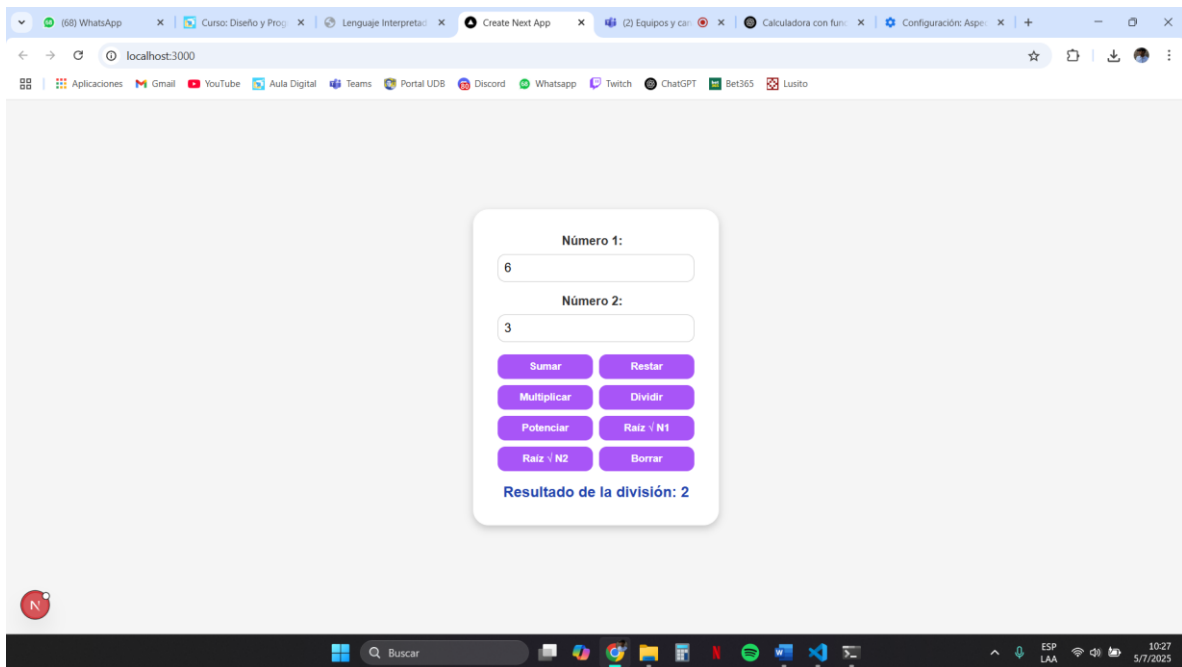 (68) WhatsApp
Curso: Diseño y Prog
Lenguaje Interpretad
Create Next App
(2) Equipos y can
Calculadora con func
Configuración: Aspec
localhost:3000
Aplicaciones
Gmail
YouTube
Aula Digital
Teams
Portal UDB
Discord
Whatsapp
Twitch
ChatGPT
Bet365
Lusito
Número 1:
6
Número 2:
3
Sumar
Restar
Multiplicar
Dividir
Potenciar
Raíz √ N1
Raíz √ N2
Borrar
Resultado de la división: 2
N
Buscar
ESP
LAA
10:27
5/7/2025